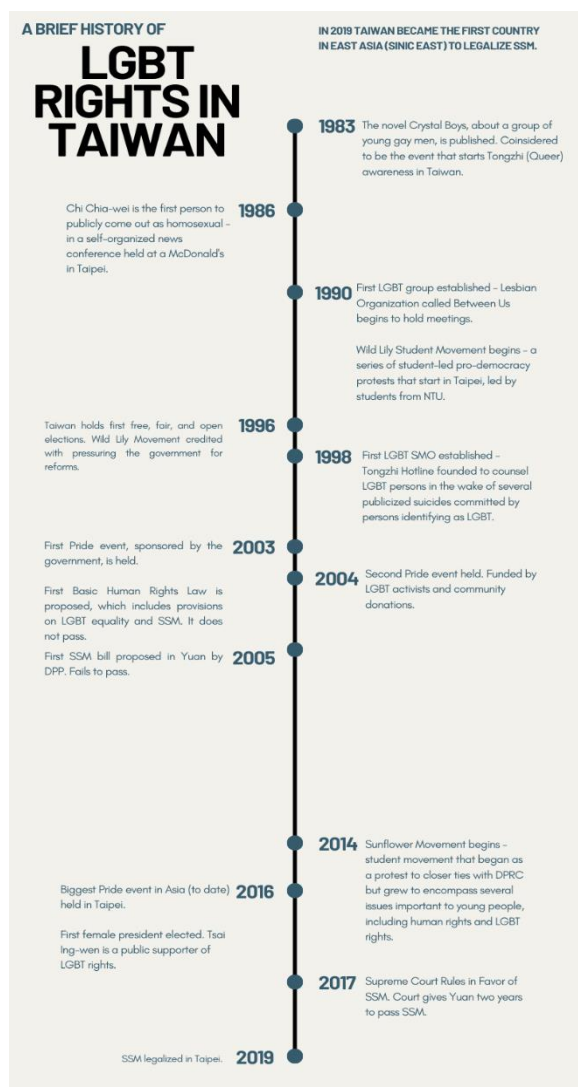 A BRIEF HISTORY OF
LGBT
RIGHTS IN
TAIWAN
IN 2019 TAIWAN BECAME THE FIRST COUNTRY
IN EAST ASIA (SINIC EAST) TO LEGALIZE SSM.
1983
The novel Crystal Boys, about a group of
young gay men, is published. Coinsidered
to be the event that starts Tongzhi (Queer)
awareness in Taiwan.
1986
Chi Chia-wei is the first person to
publicly come out as homosexual -
in a self-organized news
conference held at a McDonald's
in Taipei.
1990
First LGBT group established - Lesbian
Organization called Between Us
begins to hold meetings.
Wild Lily Student Movement begins - a
series of student-led pro-democracy
protests that start in Taipei, led by
students from NTU.
1996
Taiwan holds first free, fair, and open
elections. Wild Lily Movement credited
with pressuring the government for
reforms.
1998
First LGBT SMO established -
Tongzhi Hotline founded to counsel
LGBT persons in the wake of several
publicized suicides committed by
persons identifying as LGBT.
2003
First Pride event, sponsored by the
government, is held.
First Basic Human Rights Law is
proposed, which includes provisions
on LGBT equality and SSM. It does
not pass.
2004
Second Pride event held. Funded by
LGBT activists and community
donations.
2005
First SSM bill proposed in Yuan by
DPP. Fails to pass.
2014
Sunflower Movement begins -
student movement that began as
a protest to closer ties with DPRC
but grew to encompass several
issues important to young people,
including human rights and LGBT
rights.
2016
Biggest Pride event in Asia (to date)
held in Taipei.
First female president elected. Tsai
Ing-wen is a public supporter of
LGBT rights.
2017
Supreme Court Rules in Favor of
SSM. Court gives Yuan two years
to pass SSM.
2019
SSM legalized in Taipei.